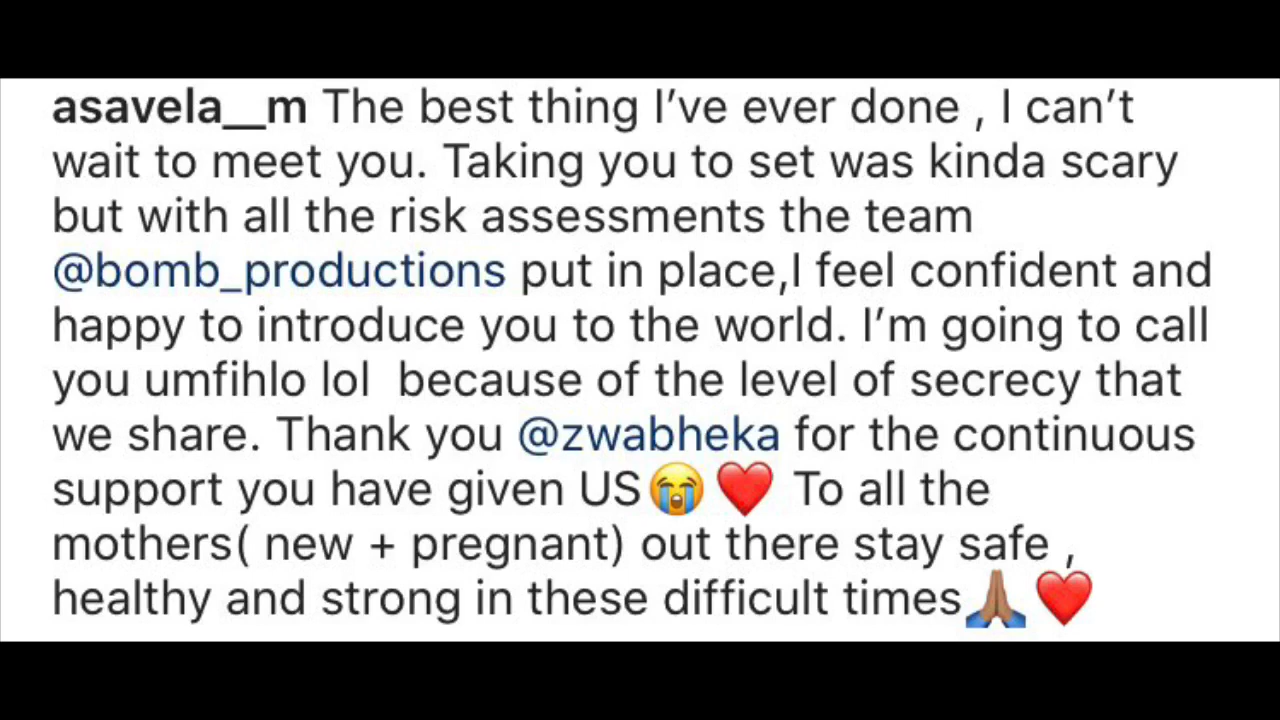 asavela__m The best thing I’ve ever done , I can’t
wait to meet you. Taking you to set was kinda scary
but with all the risk assessments the team
@bomb_productions put in place,I feel confident and
happy to introduce you to the world. I’m going to call
you umfihlo lol  because of the level of secrecy that
we share. Thank you @zwabheka for the continuous
support you have given US😭❤️ To all the
mothers( new + pregnant) out there stay safe ,
healthy and strong in these difficult times🙏🏽❤️